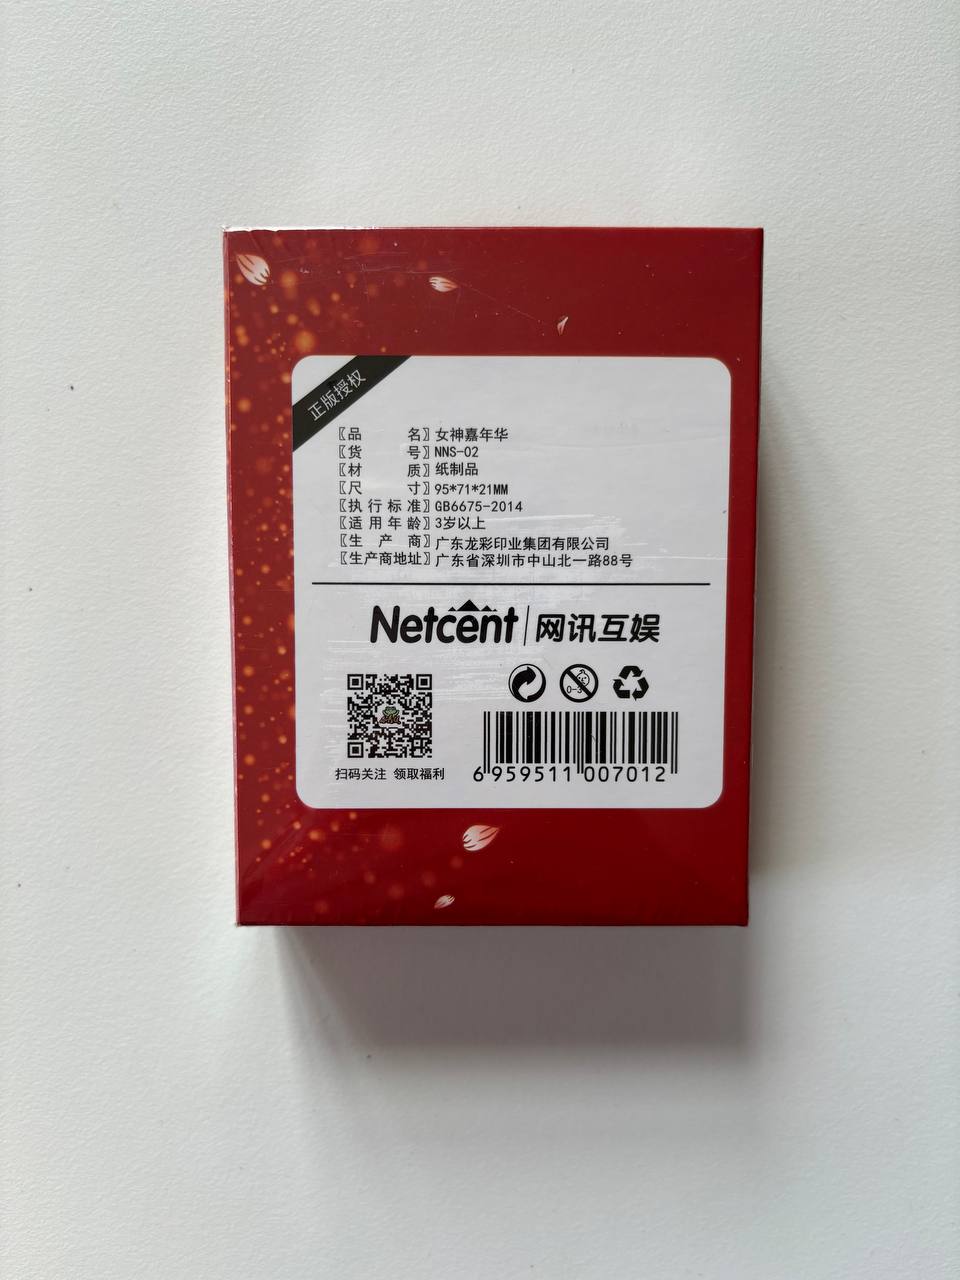 正版授权
〖品名〗女神嘉年华
〖货号〗NNS-02
〖材质〗纸制品
〖尺寸〗95*71*21MM
〖执行标准〗GB6675-2014
〖适用年龄〗3岁以上
〖生产商〗广东龙彩印业集团有限公司
〖生产商地址〗广东省深圳市中山北一路88号
Netcent 网讯互娱
0-3
扫码关注 领取福利
6 959511 007012